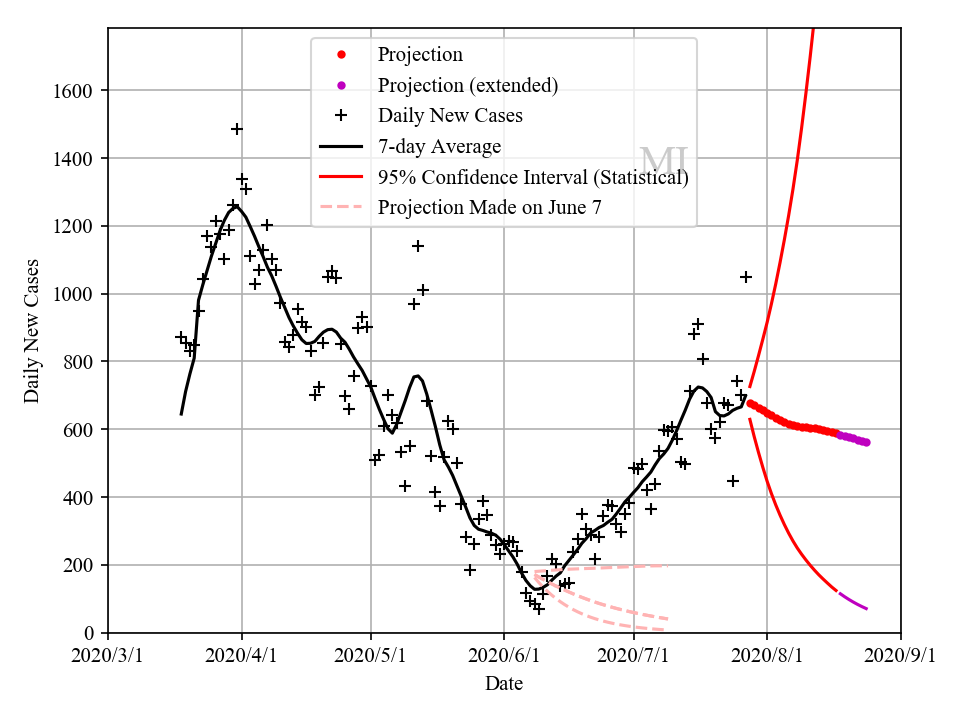 Projection
Projection (extended)
Daily New Cases
7-day Average
95% Confidence Interval (Statistical)
Projection Made on June 7
MI
Daily New Cases
1600
1400
1200
1000
800
600
400
200
0
2020/3/1 2020/4/1 2020/5/1 2020/6/1 2020/7/1 2020/8/1 2020/9/1
Date